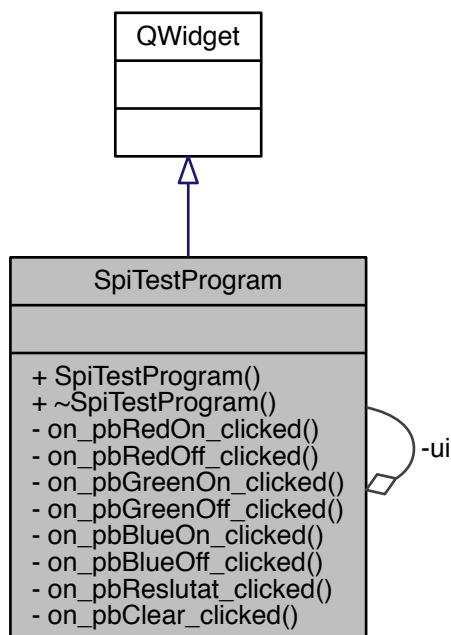 QWidget
SpiTestProgram
+ SpiTestProgram()
+ ~SpiTestProgram()
- on_pbRedOn_clicked()
- on_pbRedOff_clicked()
- on_pbGreenOn_clicked()
- on_pbGreenOff_clicked()
- on_pbBlueOn_clicked()
- on_pbBlueOff_clicked()
- on_pbReslutat_clicked()
- on_pbClear_clicked()
-ui